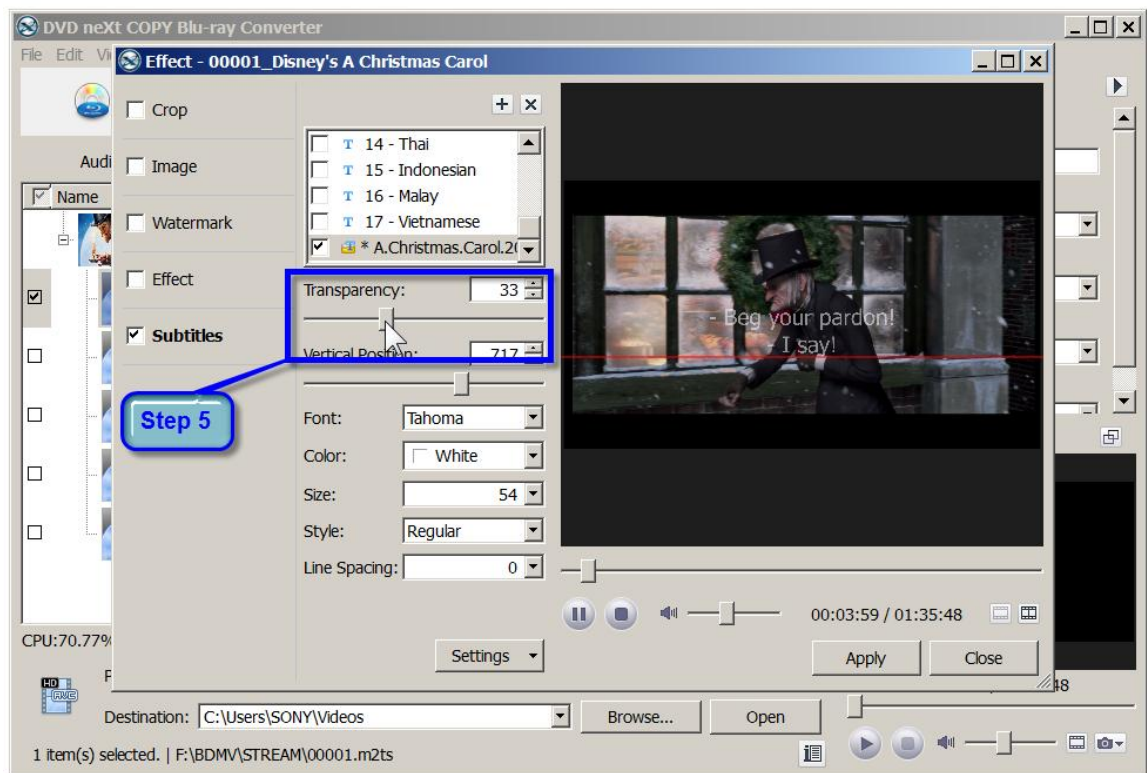 DVD neXt COPY Blu-ray Converter
File Edit
Effect - 00001_Disney's A Christmas Carol
Crop
Image
Watermark
Effect
Subtitles
Name
14 - Thai
15 - Indonesian
16 - Malay
17 - Vietnamese
* A.Christmas.Carol.2
Transparency: 33
Vertical Position: 717
Step 5
Font: Tahoma
Color: White
Size: 54
Style: Regular
Line Spacing: 0
Settings
- Beg your pardon!
- I say!
00:03:59 / 01:35:48
Apply Close
CPU:70.77%
HD
AVC
48
Destination: C:\Users\SONY\Videos Browse... Open
1 item(s) selected. | F:\BDMV\STREAM\00001.m2ts